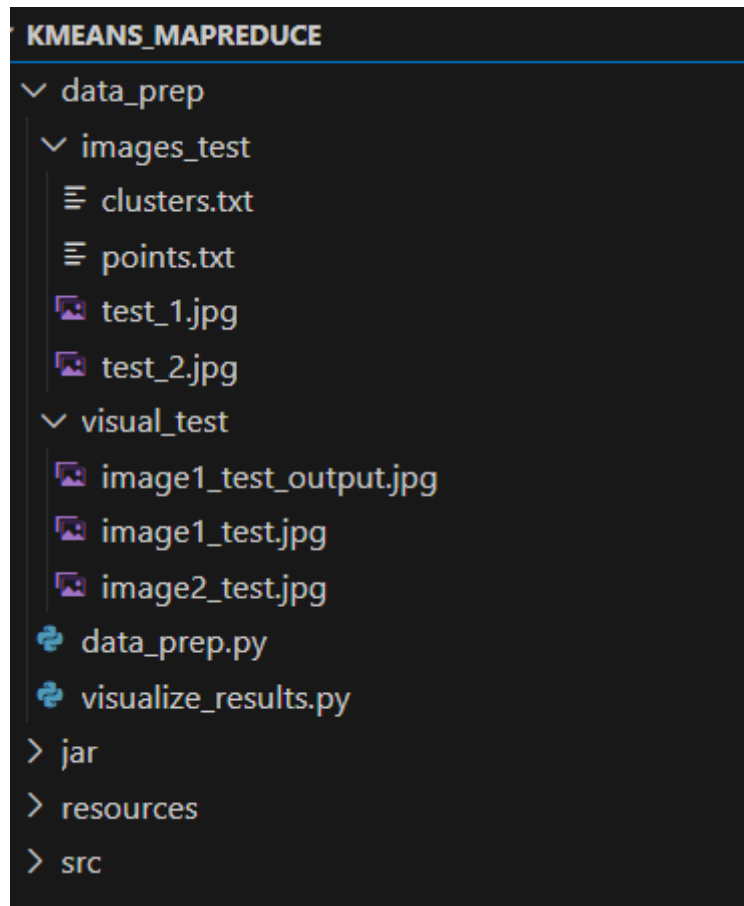 KMEANS_MAPREDUCE
data_prep
images_test
clusters.txt
points.txt
test_1.jpg
test_2.jpg
visual_test
image1_test_output.jpg
image1_test.jpg
image2_test.jpg
data_prep.py
visualize_results.py
jar
resources
src